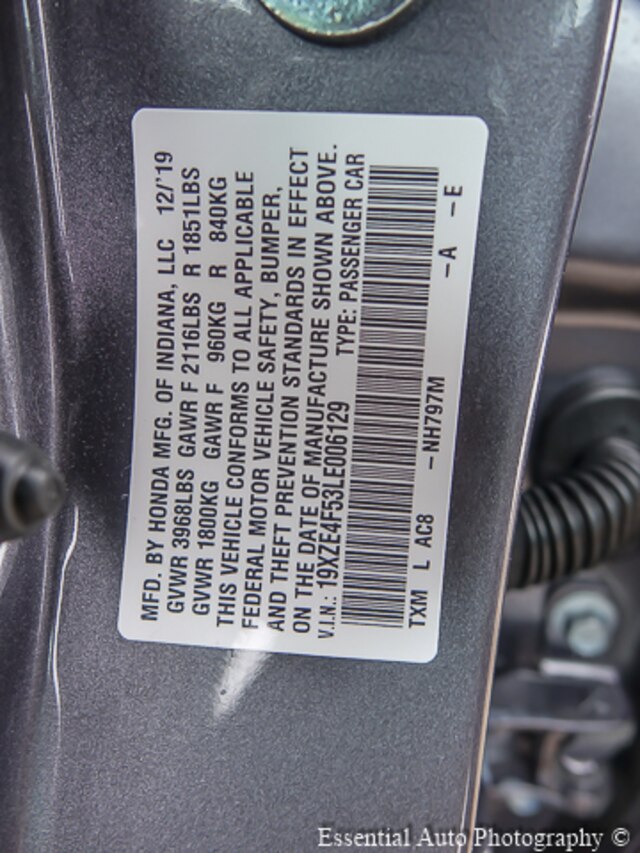 MFD. BY HONDA MFG. OF INDIANA, LLC 12/'19
GVWR 3968LBS GAWR F 2116LBS R 1851LBS
GVWR 1800KG GAWR F 960KG R 840KG
THIS VEHICLE CONFORMS TO ALL APPLICABLE
FEDERAL MOTOR VEHICLE SAFETY, BUMPER,
AND THEFT PREVENTION STANDARDS IN EFFECT
ON THE DATE OF MANUFACTURE SHOWN ABOVE.
V.I.N.: 19XZE4F53LE006129 TYPE: PASSENGER CAR
TXM L AC8 -NH797M -A -E
Essential Auto Photography ©